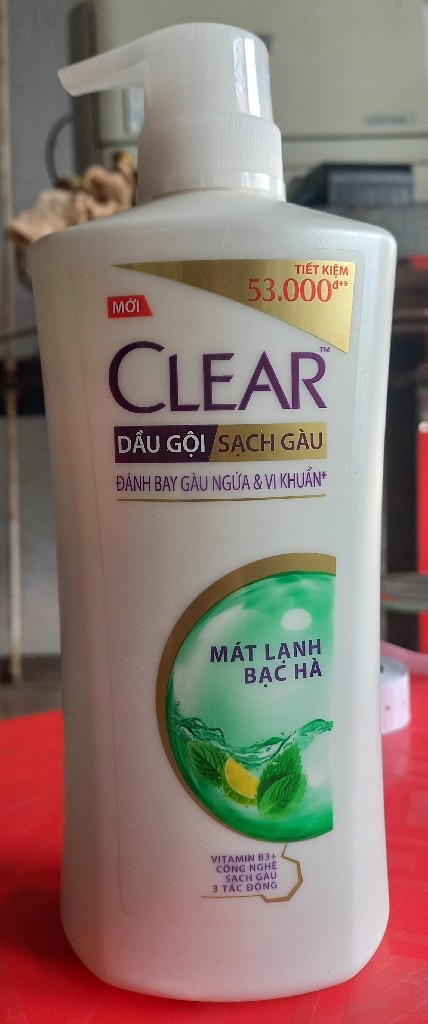 TIẾT KIỆM
53.000đ**
MỚI
CLEAR™
DẦU GỘI SẠCH GÀU
ĐÁNH BAY GÀU NGỨA & VI KHUẨN*
MÁT LẠNH
BẠC HÀ
VITAMIN B3+
CÔNG NGHỆ
SẠCH GÀU
3 TÁC ĐỘNG